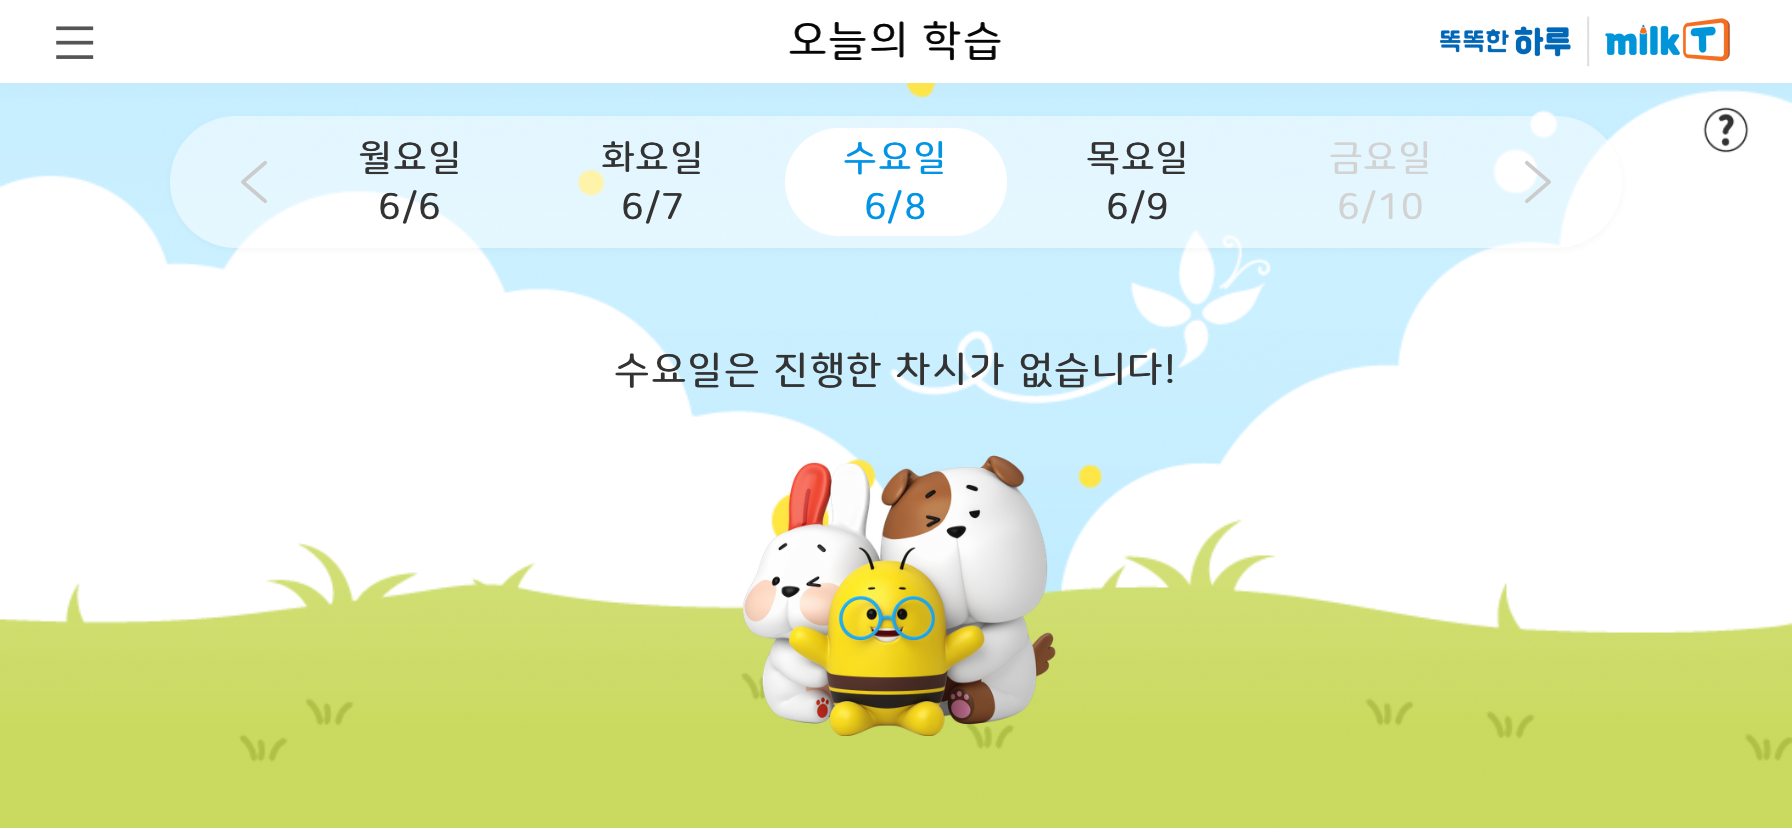 오늘의 학습
똑똑한 하루
milk T
월요일
6/6
화요일
6/7
수요일
6/8
목요일
6/9
금요일
6/10
?
수요일은 진행한 차시가 없습니다!